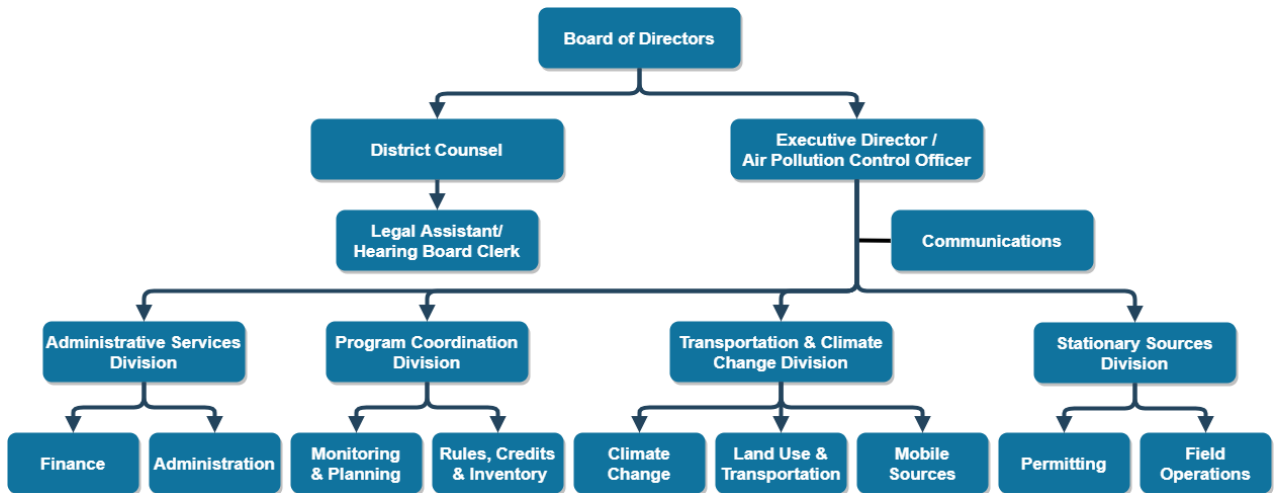 Board of Directors
District Counsel
Executive Director /
Air Pollution Control Officer
Legal Assistant/
Hearing Board Clerk
Communications
Administrative Services
Division
Program Coordination
Division
Transportation & Climate
Change Division
Stationary Sources
Division
Finance
Administration
Monitoring
& Planning
Rules, Credits
& Inventory
Climate
Change
Land Use &
Transportation
Mobile
Sources
Permitting
Field
Operations